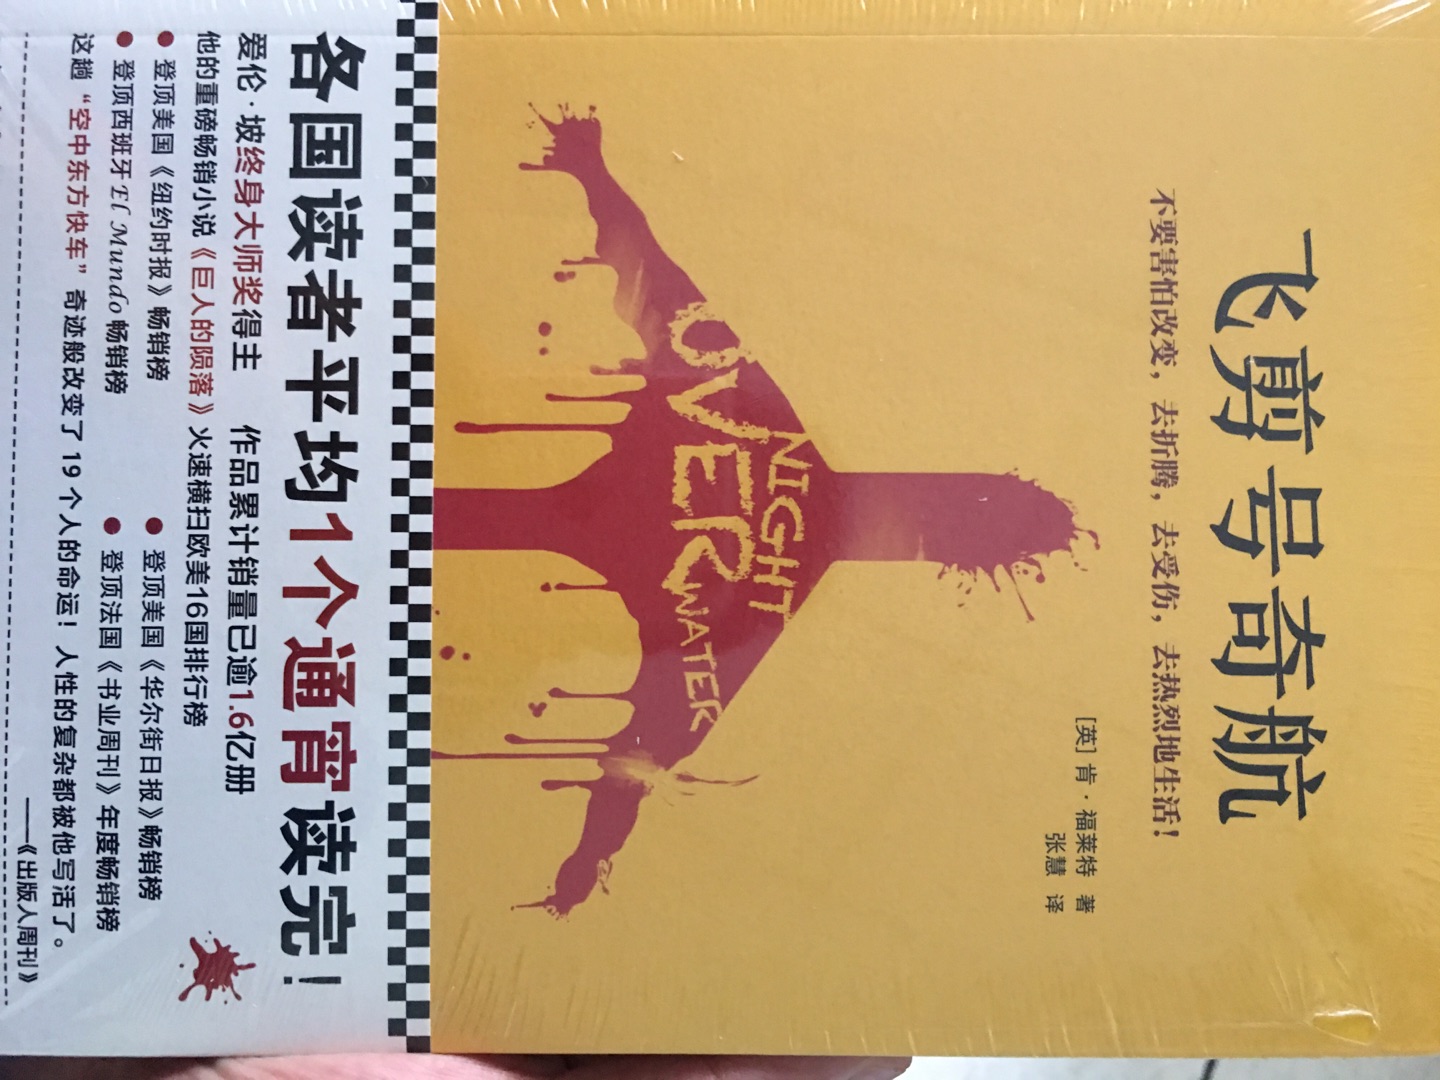 飞剪号奇航
不要害怕改变，去折腾，去受伤，去热烈地生活！
[英] 肯·福莱特 著
张慧 译
NIGHT
OVER
WATER
各国读者平均1个通宵读完！
爱伦·坡终身大师奖得主 作品累计销量已逾1.6亿册
他的重磅畅销小说《巨人的陨落》火速横扫欧美16国排行榜
● 登顶美国《纽约时报》畅销榜 ● 登顶美国《华尔街日报》畅销榜
● 登顶西班牙El Mundo畅销榜 ● 登顶法国《书业周刊》年度畅销榜
这趟“空中东方快车”奇迹般改变了19个人的命运！人性的复杂都被他写活了。
——《出版人周刊》